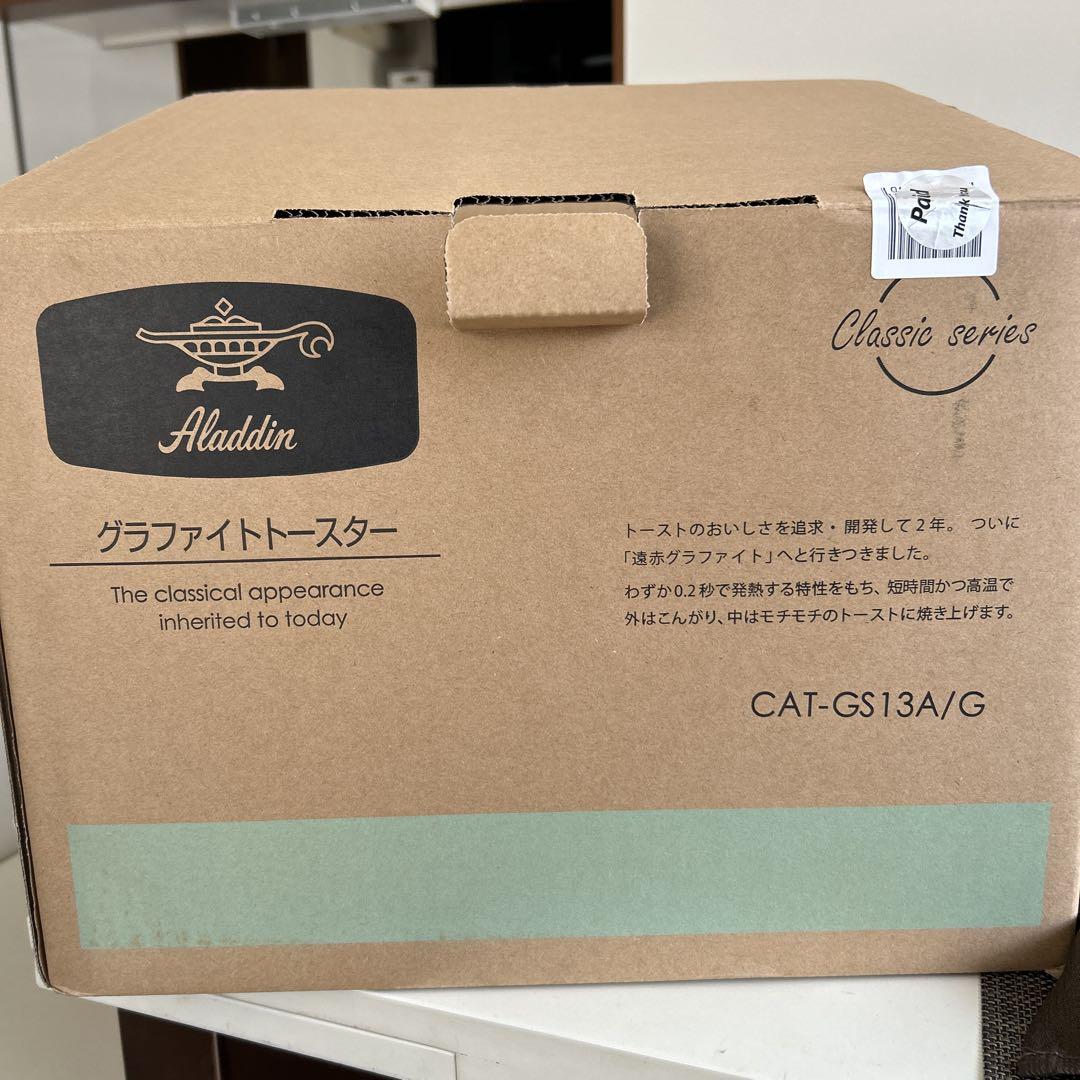 Paid
Thank You
Classic series
Aladdin
グラファイトトースター
The classical appearance
inherited to today
トーストのおいしさを追求・開発して2年。 ついに
「遠赤グラファイト」へと行きつきました。
わずか0.2秒で発熱する特性をもち、短時間かつ高温で
外はこんがり、中はモチモチのトーストに焼き上げます。
CAT-GS13A/G